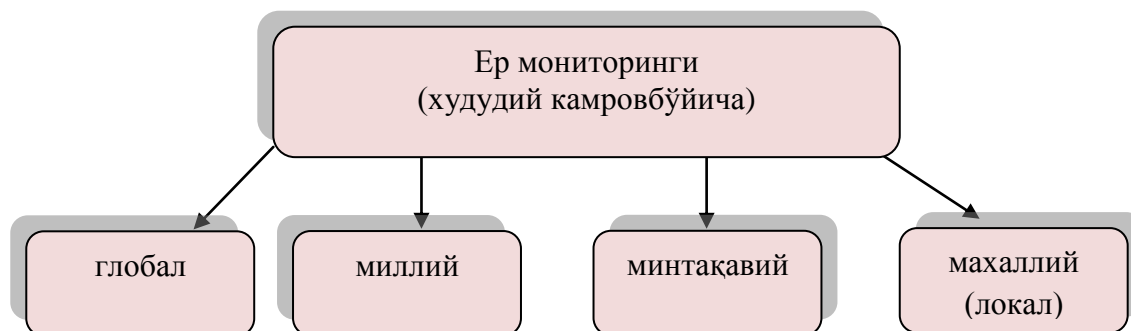 Ер мониторинги
(худудий камровбўйича)
глобал
миллий
минтақавий
махаллий
(локал)